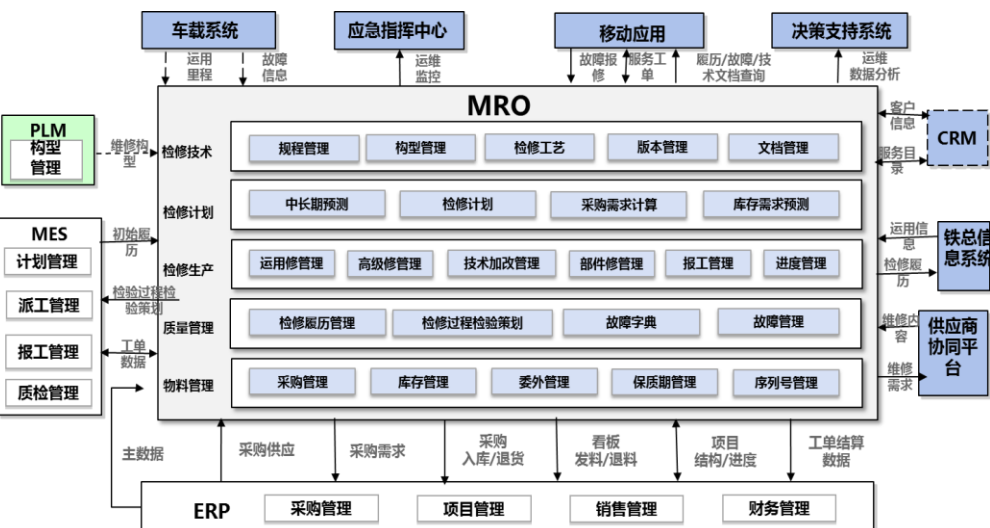 车载系统
应急指挥中心
移动应用
决策支持系统
运用
里程
故障
信息
运维
监控
故障报
修
服务工
单
履历/故障/技
术文档查询
运维
数据分析
MRO
PLM
构型
管理
维修构
型
检修技术
规程管理
构型管理
检修工艺
版本管理
文档管理
客户
信息
CRM
服务目
录
检修计划
中长期预测
检修计划
采购需求计算
库存需求预测
MES
计划管理
派工管理
报工管理
质检管理
初始履
历
检验过程检
验策划
工单
数据
检修生产
运用修管理
高级修管理
技术加改管理
部件修管理
报工管理
进度管理
运用信
息
检修履
历
铁总信
息系统
质量管理
检修履历管理
检修过程检验策划
故障字典
故障管理
维修内
容
维修
需求
供应商
协同平
台
物料管理
采购管理
库存管理
委外管理
保质期管理
序列号管理
主数据
采购供应
采购需求
采购
入库/退货
看板
发料/退料
项目
结构/进度
工单结算
数据
ERP
采购管理
项目管理
销售管理
财务管理